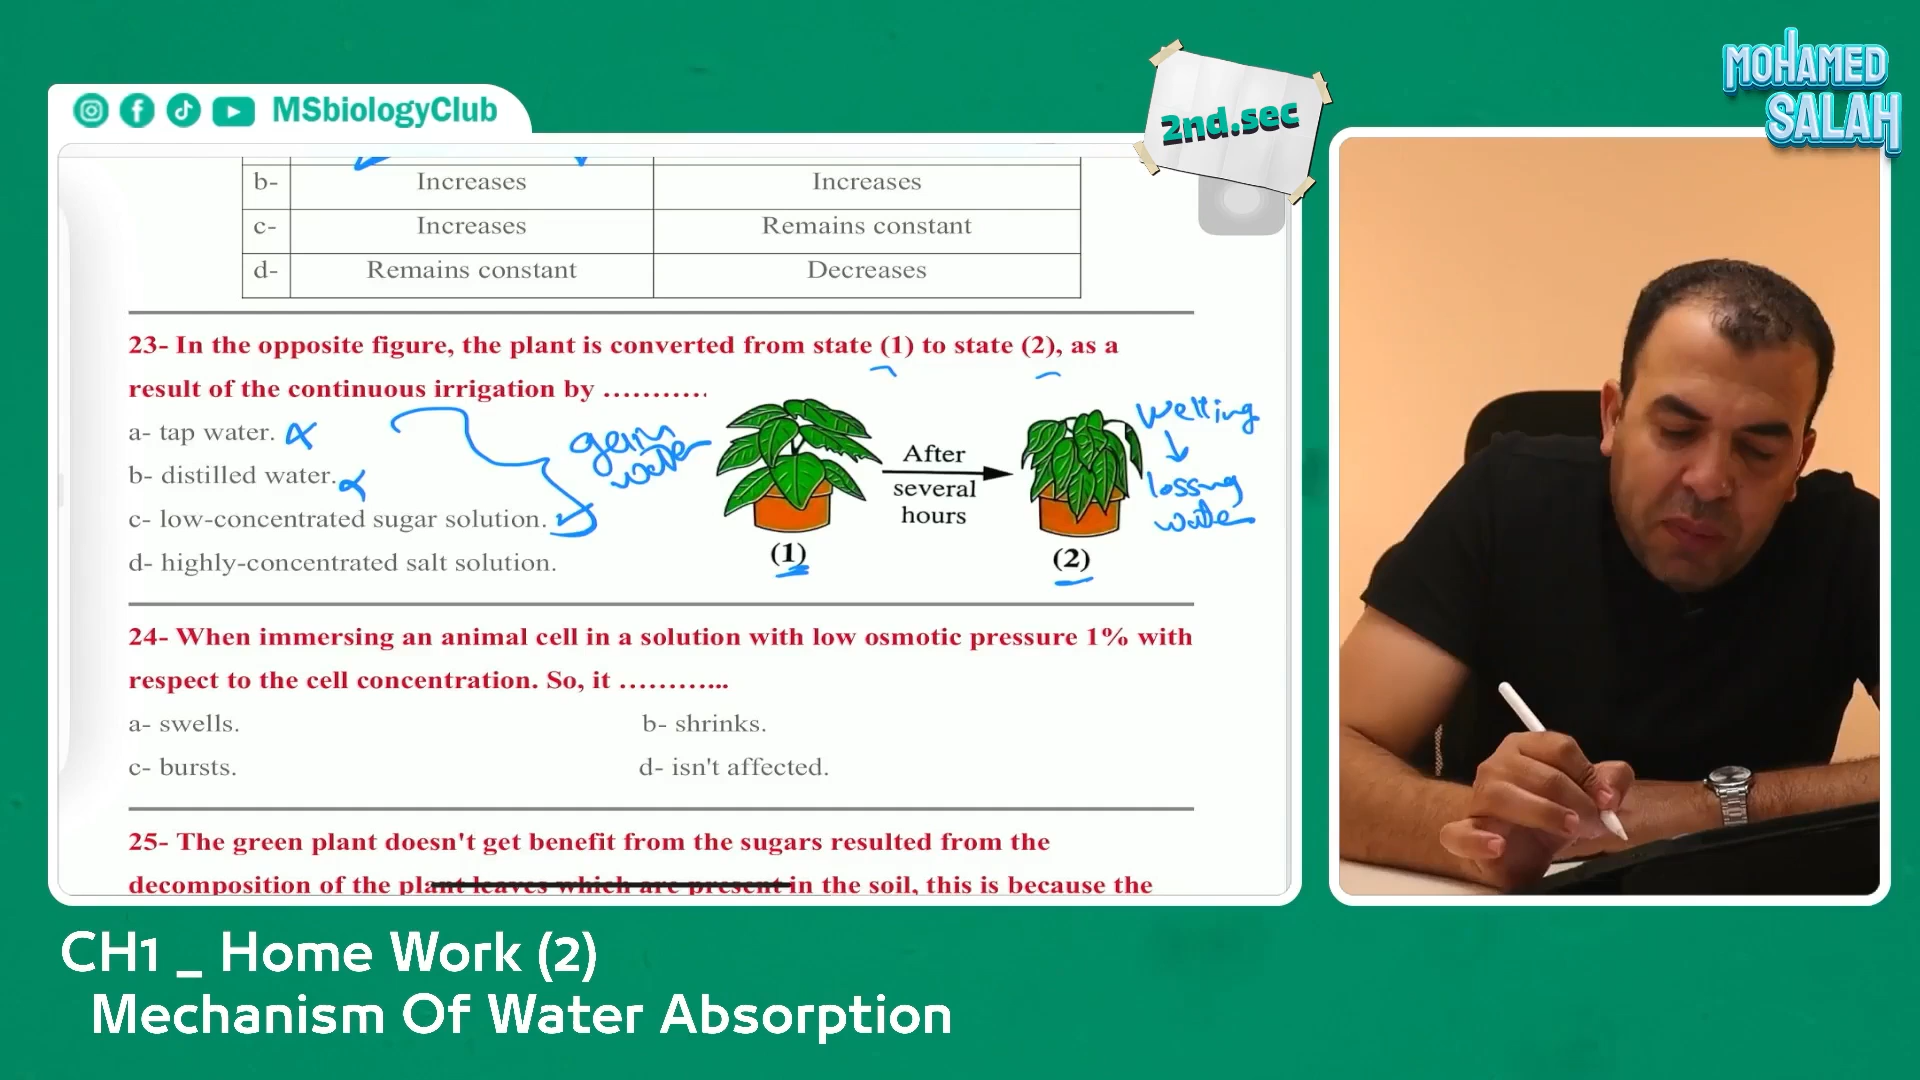 MOHAMED
SALAH
MSbiologyClub
2nd.sec
b- Increases Increases
c- Increases Remains constant
d- Remains constant Decreases
23- In the opposite figure, the plant is converted from state (1) to state (2), as a
result of the continuous irrigation by ...........
a- tap water.
b- distilled water.
c- low-concentrated sugar solution.
d- highly-concentrated salt solution.
water
After
several
hours
(1)
(2)
welting
lossing
water
24- When immersing an animal cell in a solution with low osmotic pressure 1% with
respect to the cell concentration. So, it ..............
a- swells. b- shrinks.
c- bursts. d- isn't affected.
25- The green plant doesn't get benefit from the sugars resulted from the
decomposition of the plant leaves which are present in the soil, this is because the
CH1 _ Home Work (2)
Mechanism Of Water Absorption